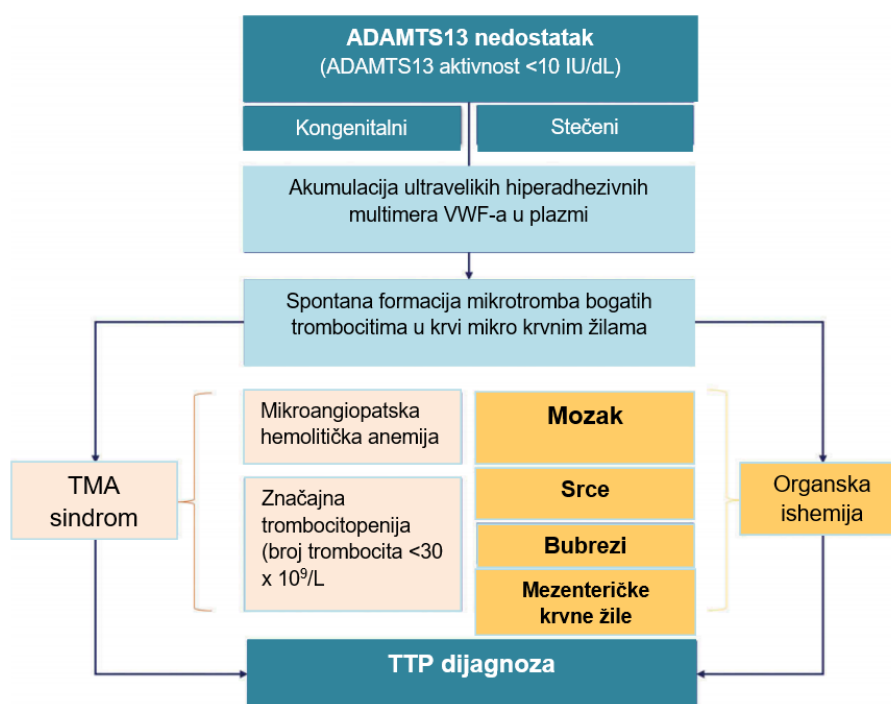 ADAMTS13 nedostatak
(ADAMTS13 aktivnost <10 IU/dL)
Kongenitalni
Stečeni
Akumulacija ultravelikih hiperadhezivnih
multimera VWF-a u plazmi
Spontana formacija mikrotromba bogatih
trombocitima u krvi mikro krvnim žilama
TMA
sindrom
Mikroangiopatska
hemolitička anemija
Značajna
trombocitopenija
(broj trombocita <30
x 10⁹/L
Mozak
Srce
Bubrezi
Mezenteričke
krvne žile
Organska
ishemija
TTP dijagnoza